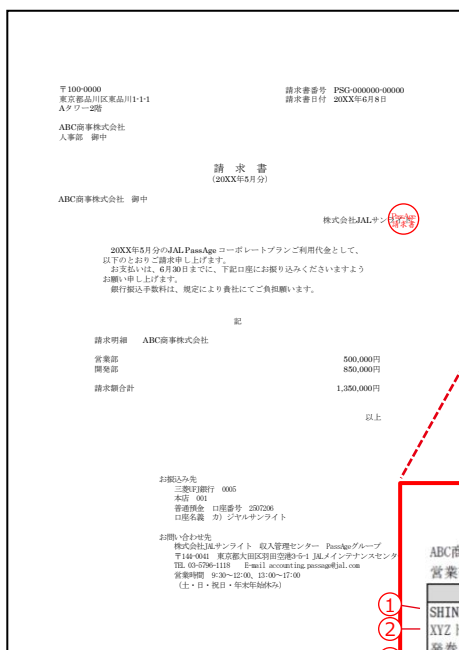 〒100-0000
東京都品川区東品川1-1-1
Aタワー2階
請求書番号 PSG-000000-00000
請求書日付 20XX年6月8日
ABC商事株式会社
人事部 御中
請 求 書
(20XX年5月分)
ABC商事株式会社 御中
株式会社JALサン
PassAge
請求書
20XX年5月分のJAL PassAge コーポレートプランご利用代金として、
以下のとおりご請求申し上げます。
お支払いは、6月30日までに、下記口座にお振り込みくださいますよう
お願い申し上げます。
銀行振込手数料は、規定により貴社にてご負担願います。
記
請求明細 ABC商事株式会社
営業部 500,000円
開発部 850,000円
請求額合計 1,350,000円
以上
お振込み先
三菱UFJ銀行 0005
本店 001
普通預金 口座番号 2507206
口座名義 カ）ジヤルサンライト
お問い合わせ先
株式会社JALサンライト 収入管理センター PassAgeグループ
〒144-0041 東京都大田区羽田空港3-5-1 JALメインテナンスセンタ
TEL 03-5796-1118 E-mail accounting.passage@jal.com
営業時間 9:30~12:00、13:00~17:00
（土・日・祝日・年末年始休み）
ABC商
営業
① SHIN
② XYZ